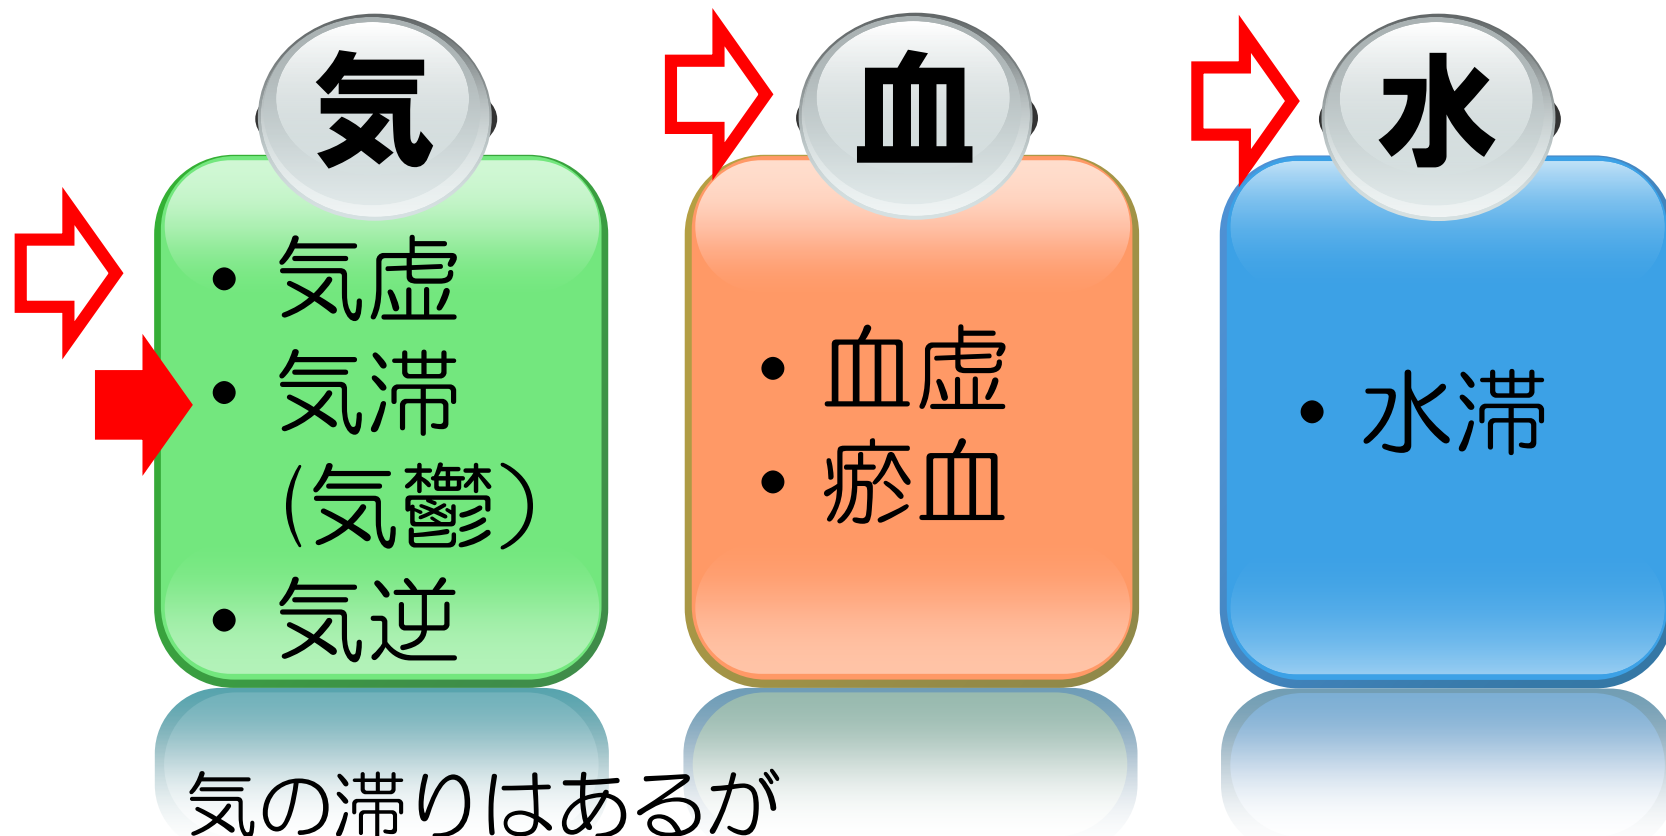 気
• 気虚
• 気滞
(気鬱)
• 気逆
血
• 血虚
• 瘀血
水
• 水滞
気の滞りはあるが